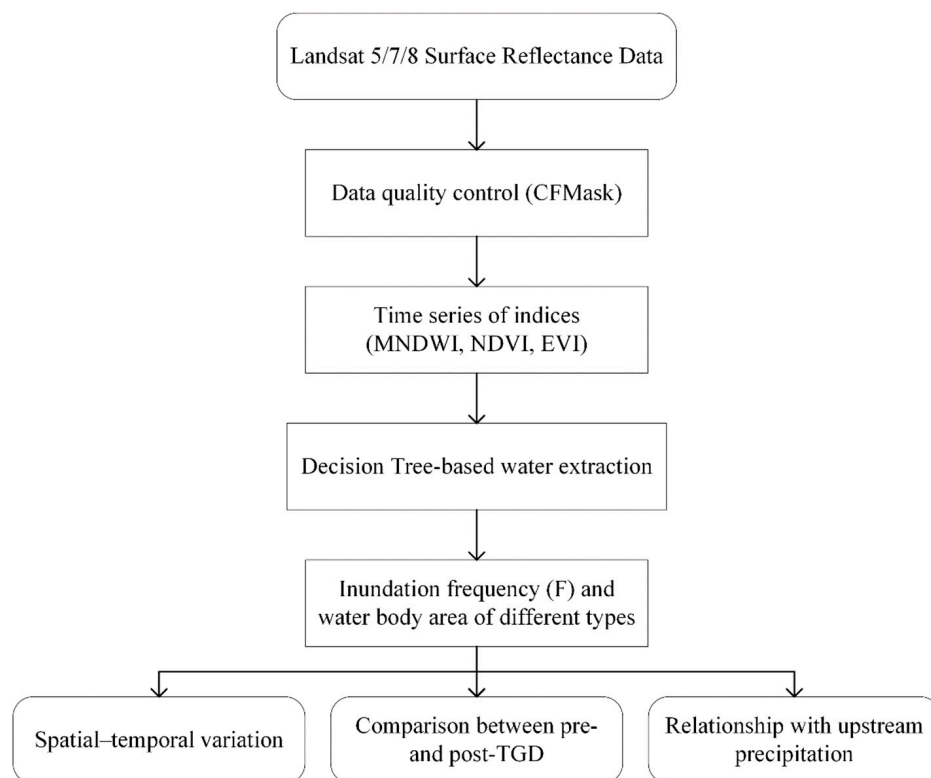 Landsat 5/7/8 Surface Reflectance Data
Data quality control (CFMask)
Time series of indices
(MNDWI, NDVI, EVI)
Decision Tree-based water extraction
Inundation frequency (F) and
water body area of different types
Spatial–temporal variation
Comparison between pre-
and post-TGD
Relationship with upstream
precipitation